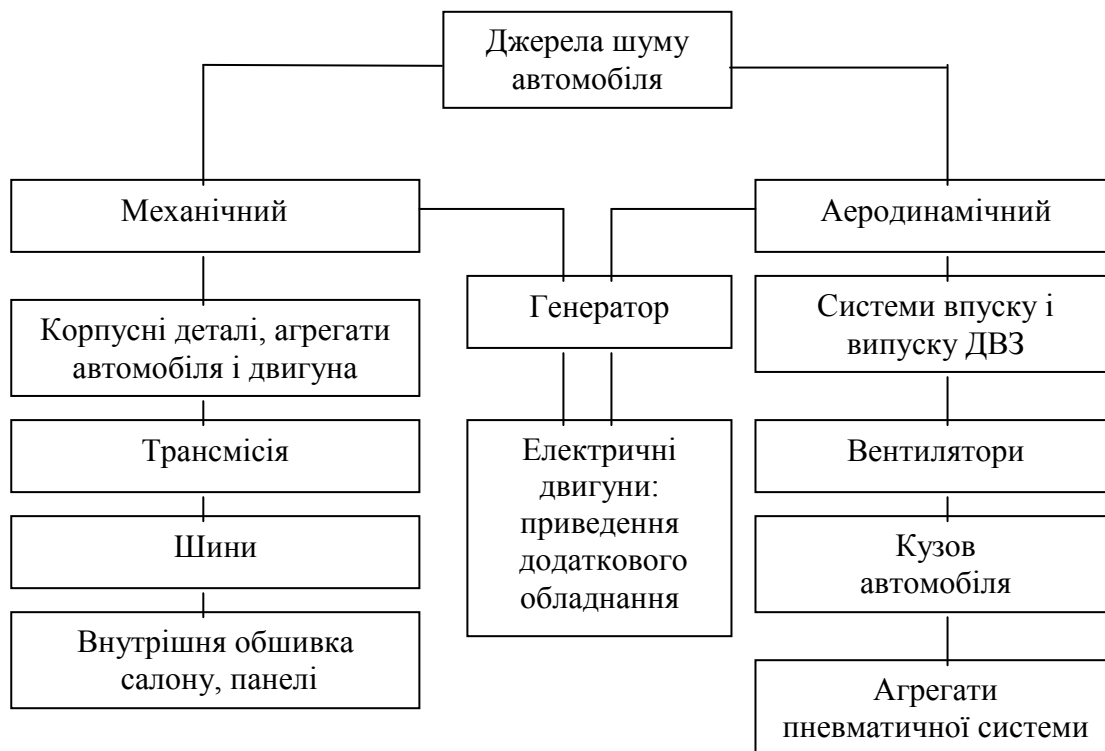 Джерела шуму
автомобіля
Механічний
Аеродинамічний
Генератор
Корпусні деталі, агрегати
автомобіля і двигуна
Системи впуску і
випуску ДВЗ
Трансмісія
Електричні
двигуни:
приведення
додаткового
обладнання
Вентилятори
Шини
Кузов
автомобіля
Внутрішня обшивка
салону, панелі
Агрегати
пневматичної системи